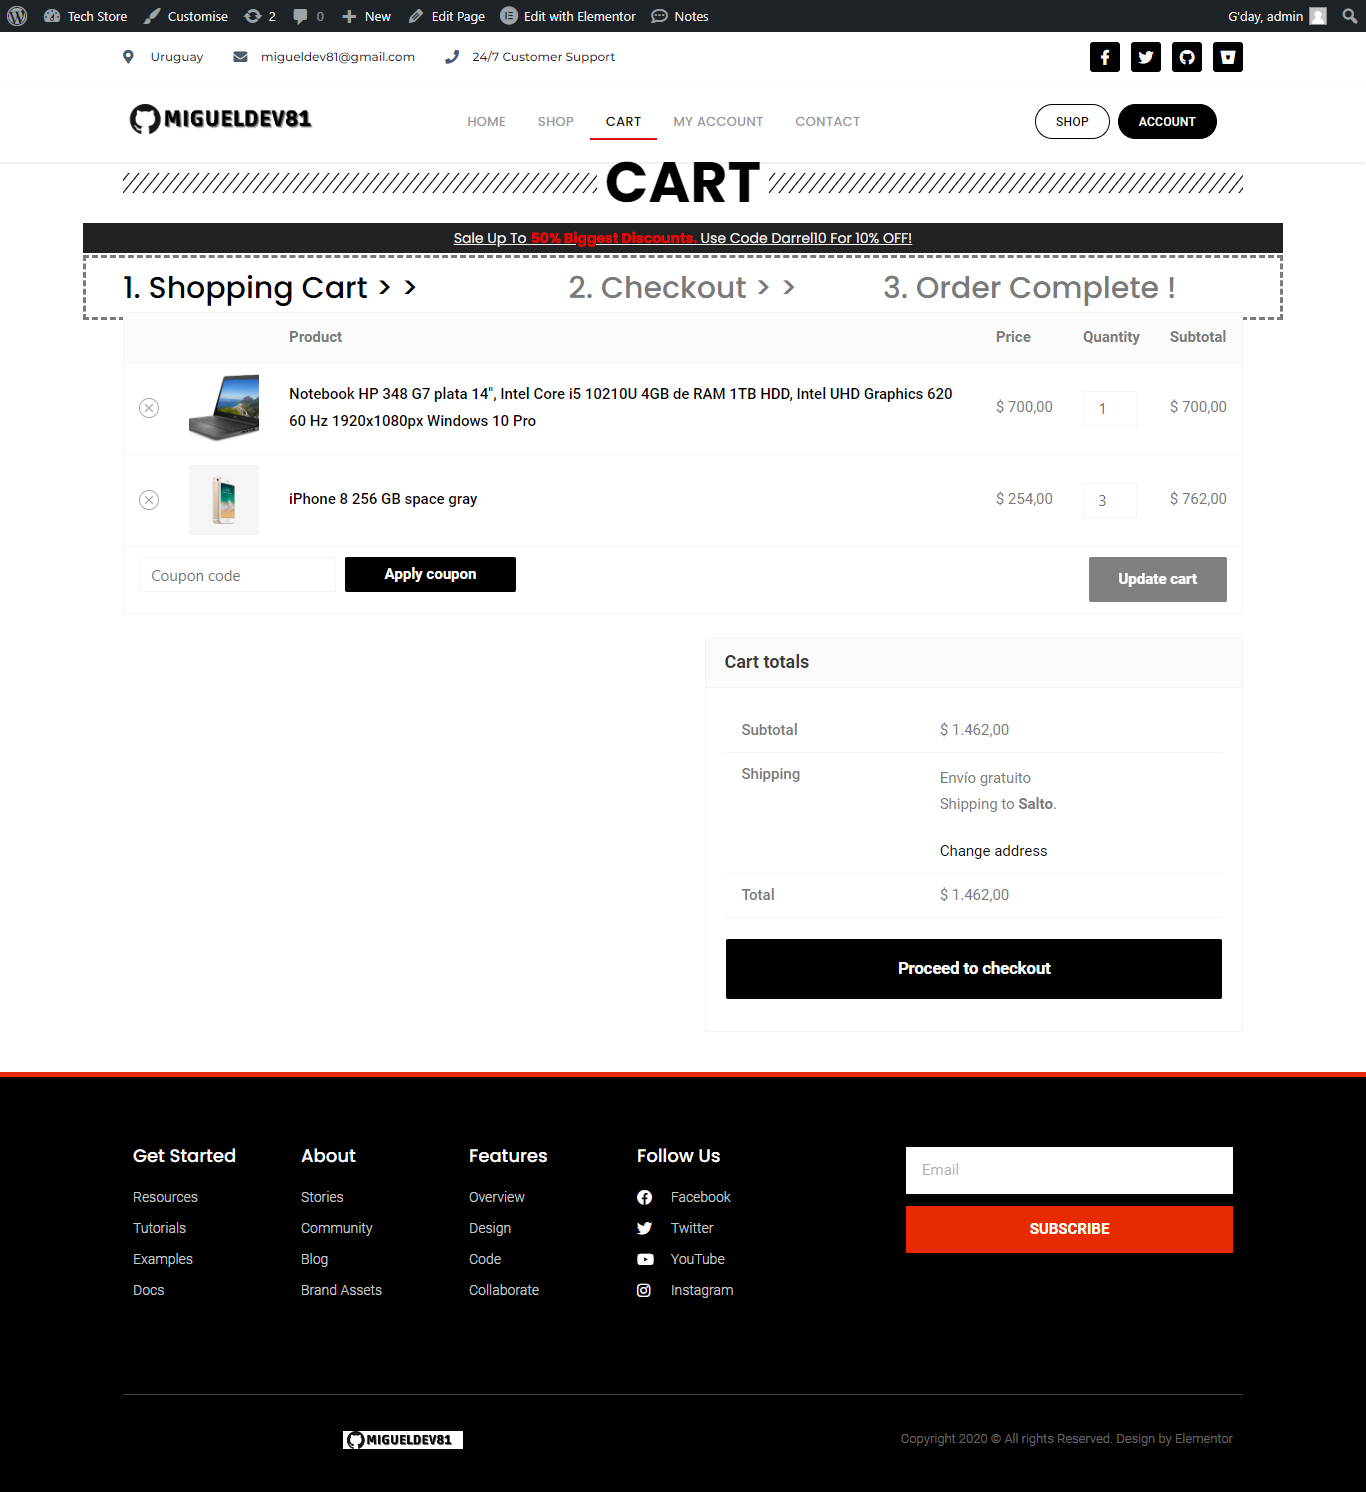 Tech Store Customise 2 0 New Edit Page Edit with Elementor Notes G'day, admin
Uruguay migueldev81@gmail.com 24/7 Customer Support
MIGUELDEV81 HOME SHOP CART MY ACCOUNT CONTACT SHOP ACCOUNT
CART
Sale Up To 50% Biggest Discounts. Use Code Darrel10 For 10% OFF!
1. Shopping Cart > > 2. Checkout > > 3. Order Complete !
Product Price Quantity Subtotal
Notebook HP 348 G7 plata 14", Intel Core i5 10210U 4GB de RAM 1TB HDD, Intel UHD Graphics 620
60 Hz 1920x1080px Windows 10 Pro
$ 700,00 1 $ 700,00
iPhone 8 256 GB space gray $ 254,00 3 $ 762,00
Coupon code Apply coupon Update cart
Cart totals
Subtotal $ 1.462,00
Shipping Envío gratuito
Shipping to Salto.
Change address
Total $ 1.462,00
Proceed to checkout
Get Started About Features Follow Us
Email
Resources Stories Overview Facebook
Tutorials Community Design Twitter
SUBSCRIBE
Examples Blog Code YouTube
Docs Brand Assets Collaborate Instagram
MIGUELDEV81 Copyright 2020 © All rights Reserved. Design by Elementor